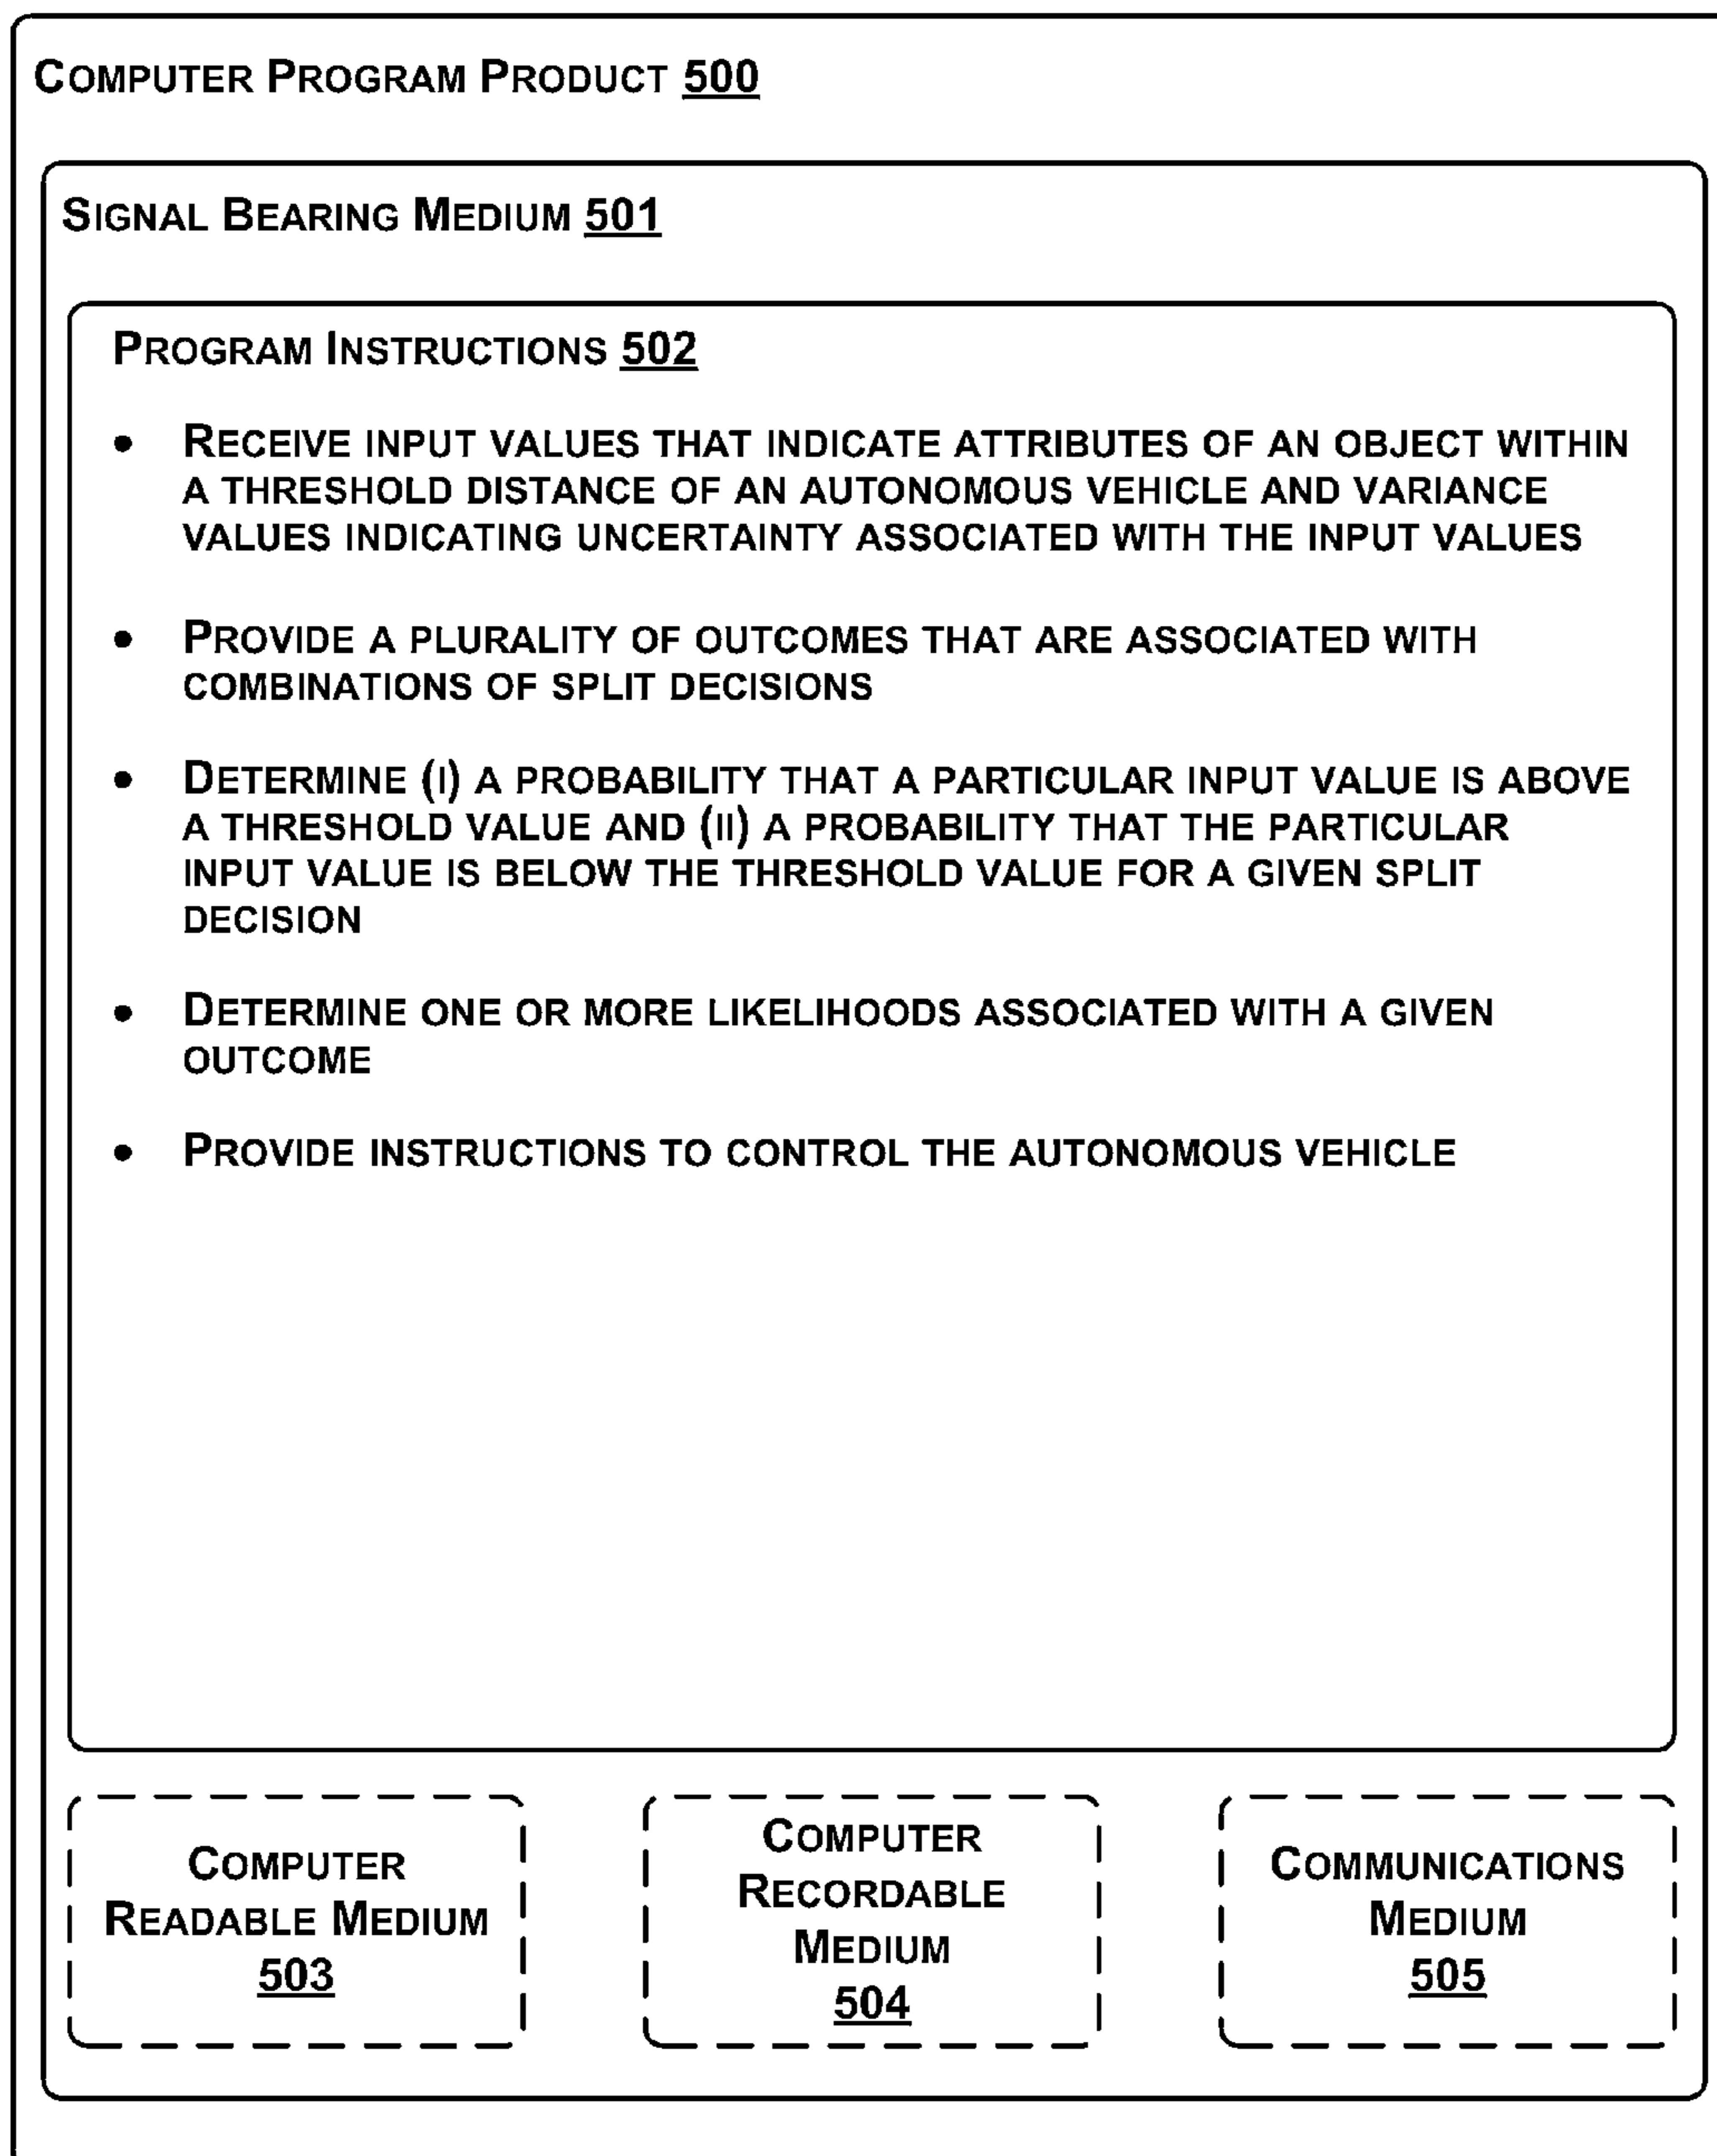 COMPUTER PROGRAM PRODUCT 500
SIGNAL BEARING MEDIUM 501
PROGRAM INSTRUCTIONS 502
• RECEIVE INPUT VALUES THAT INDICATE ATTRIBUTES OF AN OBJECT WITHIN
A THRESHOLD DISTANCE OF AN AUTONOMOUS VEHICLE AND VARIANCE
VALUES INDICATING UNCERTAINTY ASSOCIATED WITH THE INPUT VALUES
• PROVIDE A PLURALITY OF OUTCOMES THAT ARE ASSOCIATED WITH
COMBINATIONS OF SPLIT DECISIONS
• DETERMINE (I) A PROBABILITY THAT A PARTICULAR INPUT VALUE IS ABOVE
A THRESHOLD VALUE AND (II) A PROBABILITY THAT THE PARTICULAR
INPUT VALUE IS BELOW THE THRESHOLD VALUE FOR A GIVEN SPLIT
DECISION
• DETERMINE ONE OR MORE LIKELIHOODS ASSOCIATED WITH A GIVEN
OUTCOME
• PROVIDE INSTRUCTIONS TO CONTROL THE AUTONOMOUS VEHICLE
COMPUTER
READABLE MEDIUM
503
COMPUTER
RECORDABLE
MEDIUM
504
COMMUNICATIONS
MEDIUM
505